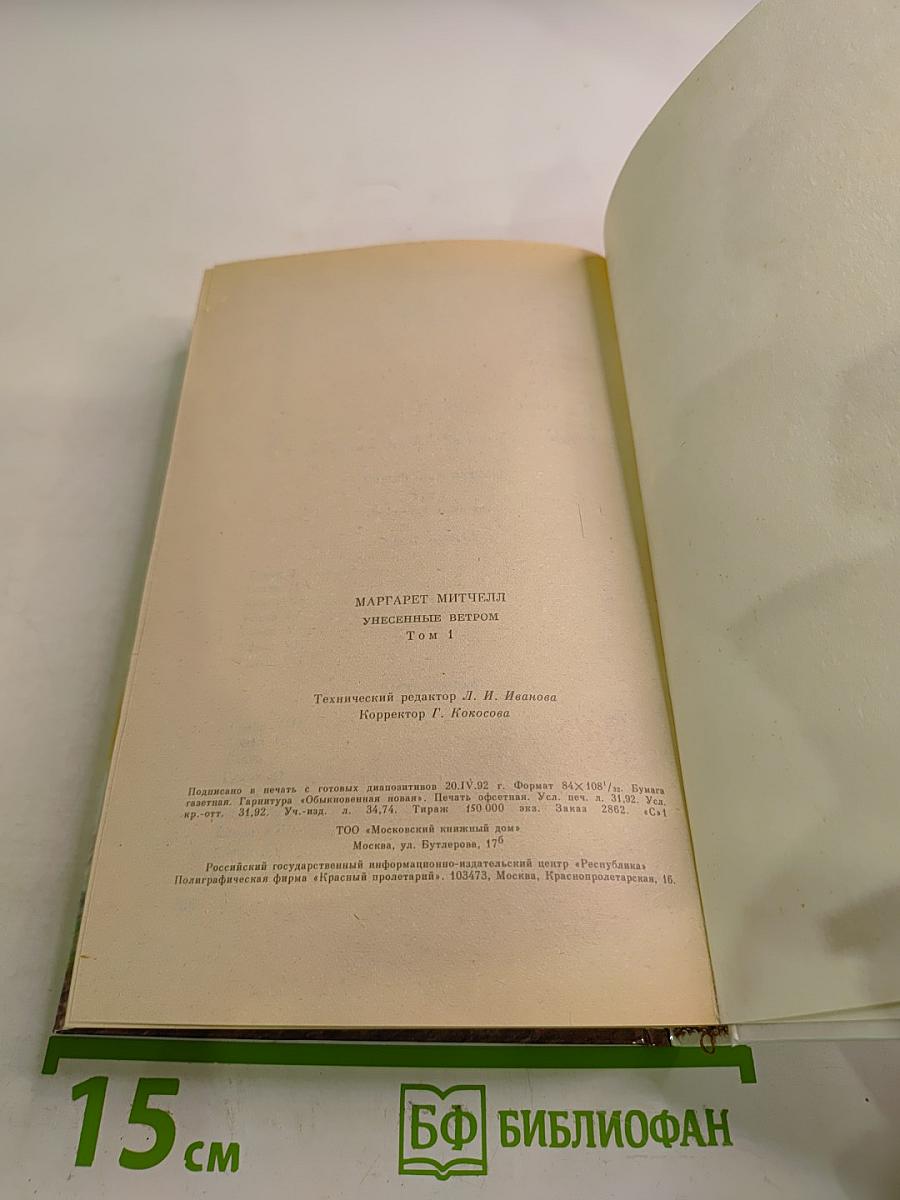 МАРГАРЕТ МИТЧЕЛЛ
УНЕСЕННЫЕ ВЕТРОМ
Том 1
Технический редактор Л. И. Иванова
Корректор Г. Кокосова
Подписано в печать с готовых диапозитивов 20.IV.92 г. Формат 84×108¹/₃₂. Бумага
газетная. Гарнитура «Обыкновенная новая». Печать офсетная. Усл. печ. л. 31,92. Усл.
кр.-отт. 31,92. Уч.-изд. л. 34,74. Тираж 150 000 экз. Заказ 2862. «С»1
ТОО «Московский книжный дом»
Москва, ул. Бутлерова, 17б
Российский государственный информационно-издательский центр «Республика»
Полиграфическая фирма «Красный пролетарий». 103473, Москва, Краснопролетарская, 16.
15 см
БФ БИБЛИОФАН